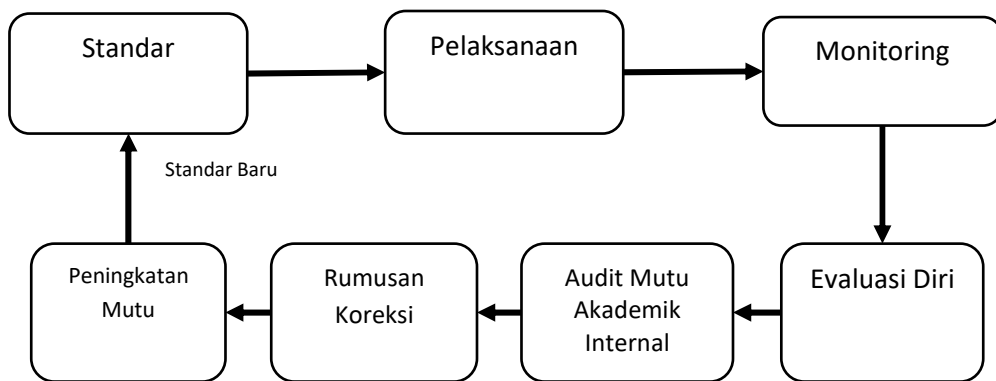 Standar
Pelaksanaan
Monitoring
Standar Baru
Peningkatan
Mutu
Rumusan
Koreksi
Audit Mutu
Akademik
Internal
Evaluasi Diri